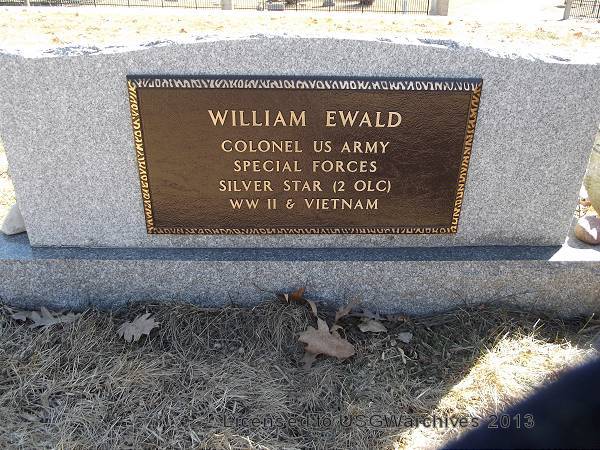 WILLIAM EWALD
COLONEL US ARMY
SPECIAL FORCES
SILVER STAR (2 OLC)
WW II & VIETNAM
Licensed to USGWarchives 2013